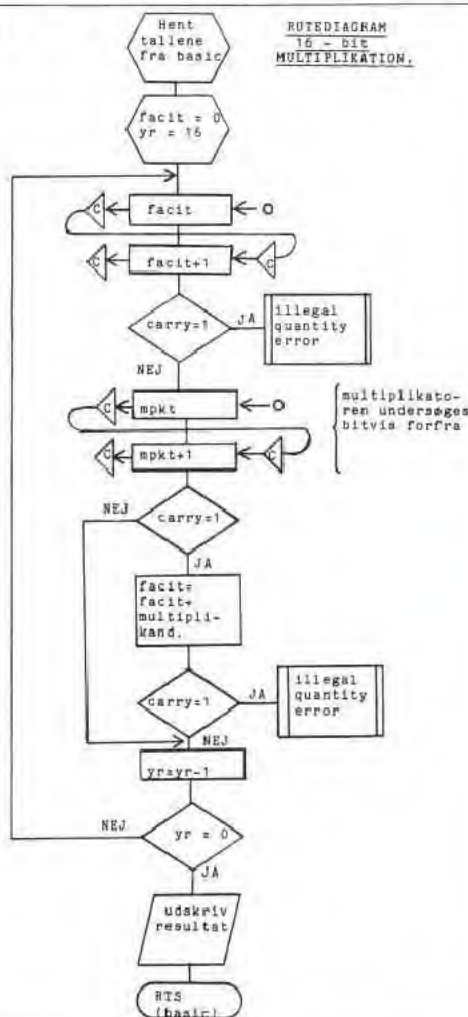 Hent
tallene
fra basic
RUTEDIAGRAM
16 - bit
MULTIPLIKATION.
facit = 0
yr = 16
C
facit
0
C
facit+1
C
carry=1
JA
illegal
quantity
error
NEJ
C
mpkt
0
C
mpkt+1
C
multiplikato-
ren undersøges
bitvis forfra
NEJ
carry=1
JA
facit=
facit+
multipli-
kand.
carry=1
JA
illegal
quantity
error
NEJ
yr=yr-1
NEJ
yr = 0
JA
udskriv
resultat
RTS
(basic)